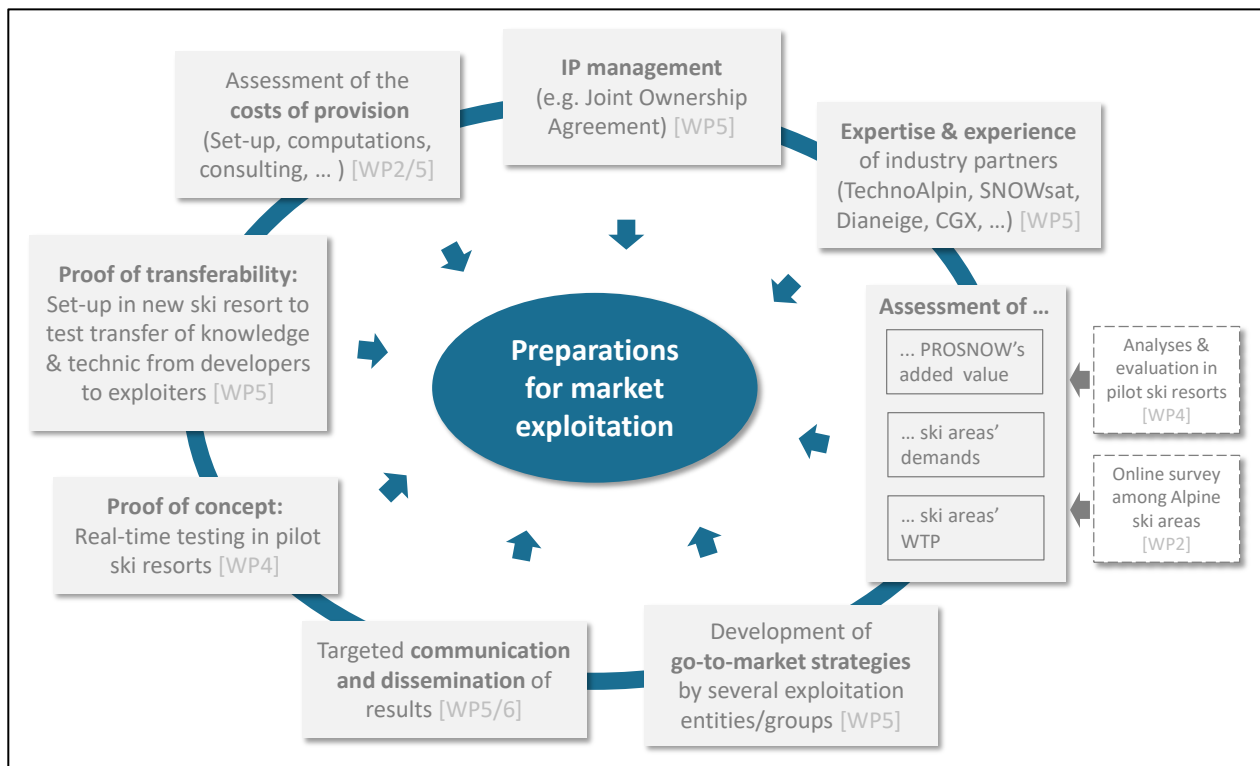 Assessment of the
costs of provision
(Set-up, computations,
consulting, … ) [WP2/5]
IP management
(e.g. Joint Ownership
Agreement) [WP5]
Expertise & experience
of industry partners
(TechnoAlpin, SNOWsat,
Dianeige, CGX, …) [WP5]
Proof of transferability:
Set-up in new ski resort to
test transfer of knowledge
& technic from developers
to exploiters [WP5]
Preparations
for market
exploitation
Assessment of …
... PROSNOW's
added value
... ski areas'
demands
... ski areas'
WTP
Analyses &
evaluation in
pilot ski resorts
[WP4]
Online survey
among Alpine
ski areas
[WP2]
Proof of concept:
Real-time testing in pilot
ski resorts [WP4]
Targeted communication
and dissemination of
results [WP5/6]
Development of
go-to-market strategies
by several exploitation
entities/groups [WP5]